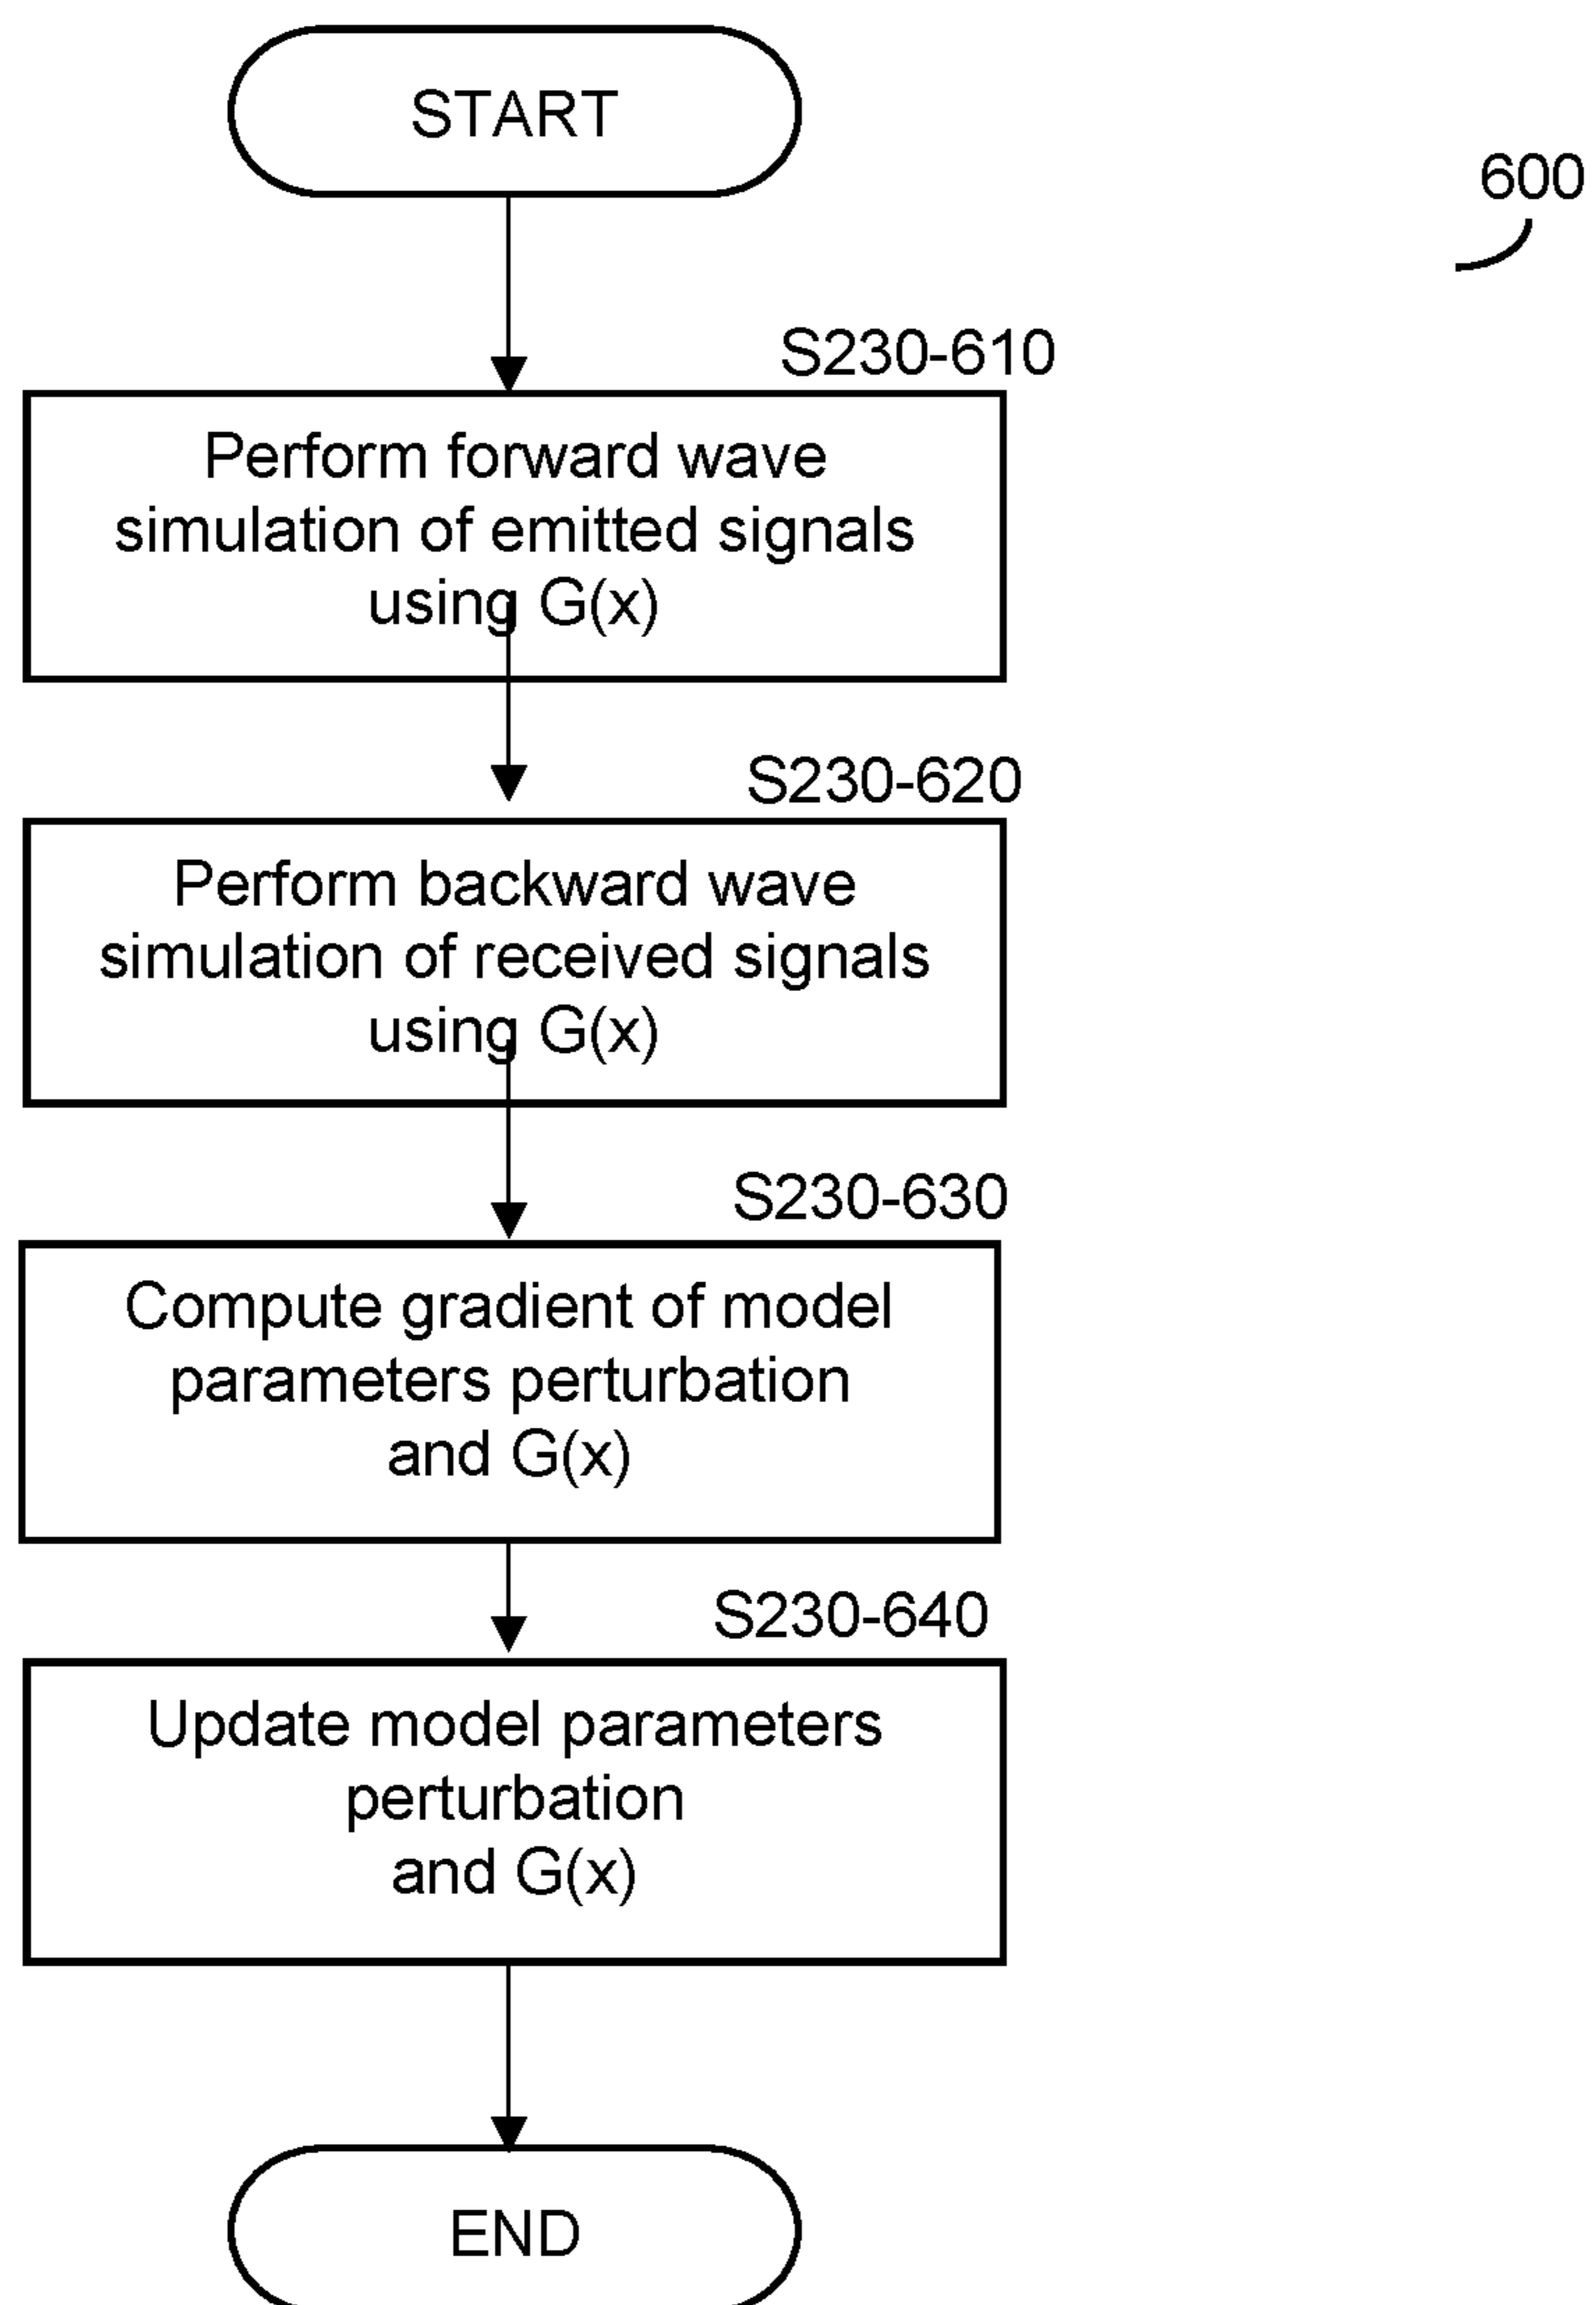 START
600
S230-610
Perform forward wave
simulation of emitted signals
using G(x)
S230-620
Perform backward wave
simulation of received signals
using G(x)
S230-630
Compute gradient of model
parameters perturbation
and G(x)
S230-640
Update model parameters
perturbation
and G(x)
END